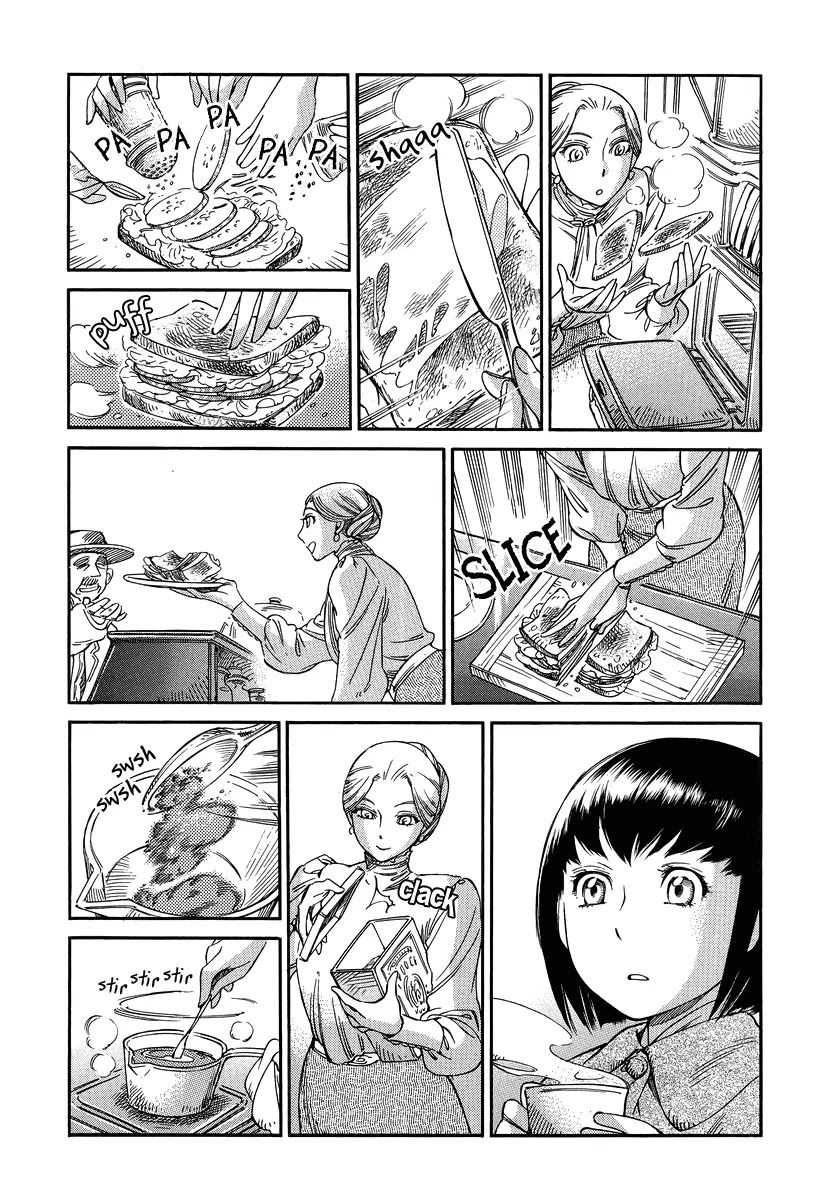 shaaa
PA PA PA PA PA
puff
SLICE
clack
swsh
swsh
stir stir stir